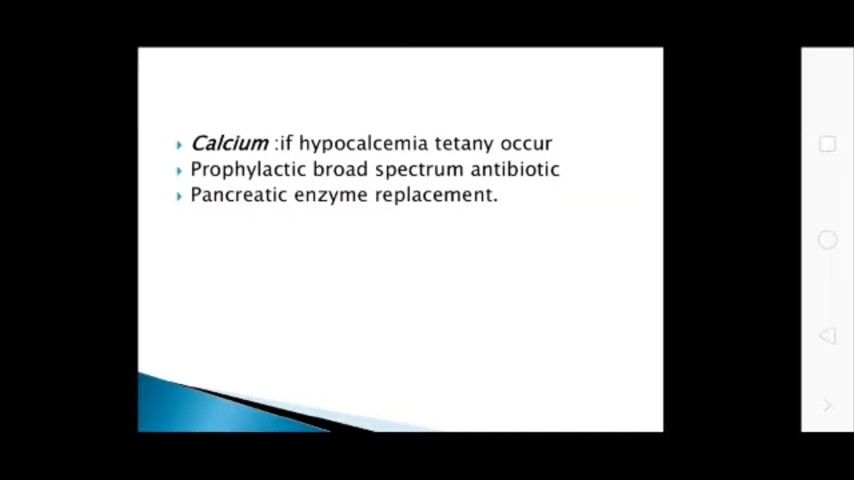 Calcium :if hypocalcemia tetany occur
Prophylactic broad spectrum antibiotic
Pancreatic enzyme replacement.